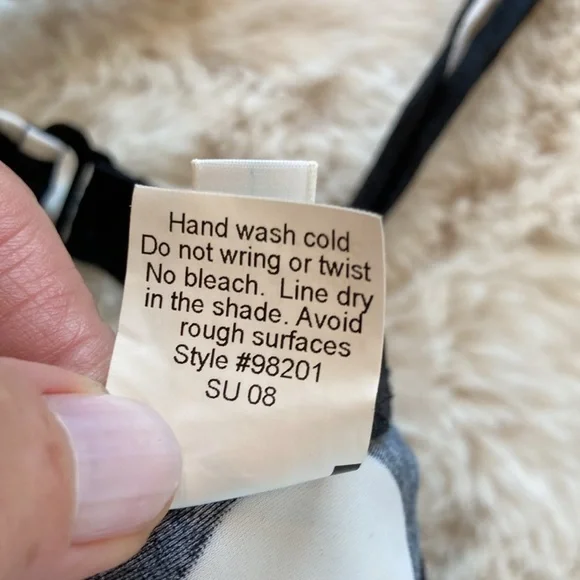 Hand wash cold
Do not wring or twist
No bleach. Line dry
in the shade. Avoid
rough surfaces
Style #98201
SU 08